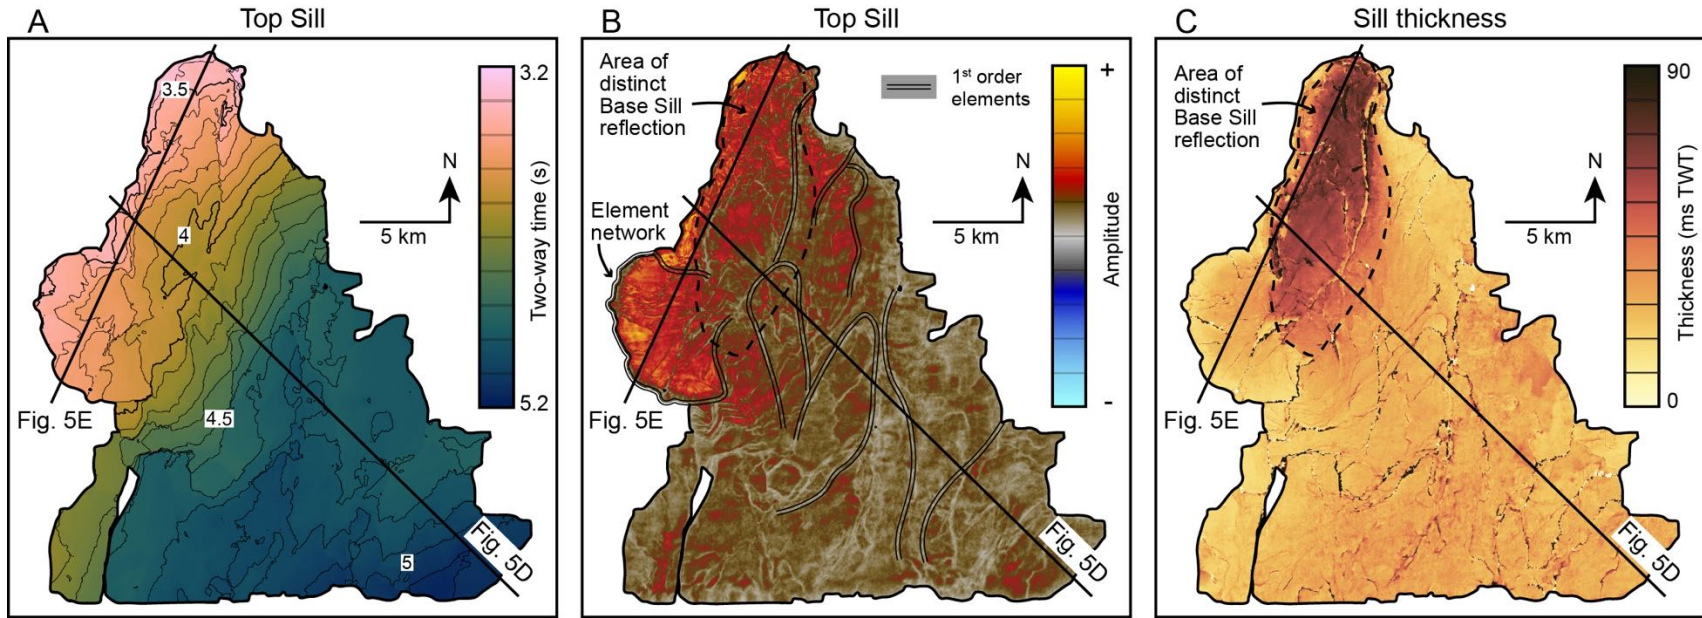 A
Top Sill
3.5
4
4.5
5
3.2
Two-way time (s)
5.2
N
5 km
Fig. 5E
Fig. 5D
B
Top Sill
Area of
distinct
Base Sill
reflection
1st order
elements
Element
network
+
Amplitude
-
N
5 km
Fig. 5E
Fig. 5D
C
Sill thickness
Area of
distinct
Base Sill
reflection
90
Thickness (ms TWT)
0
N
5 km
Fig. 5E
Fig. 5D